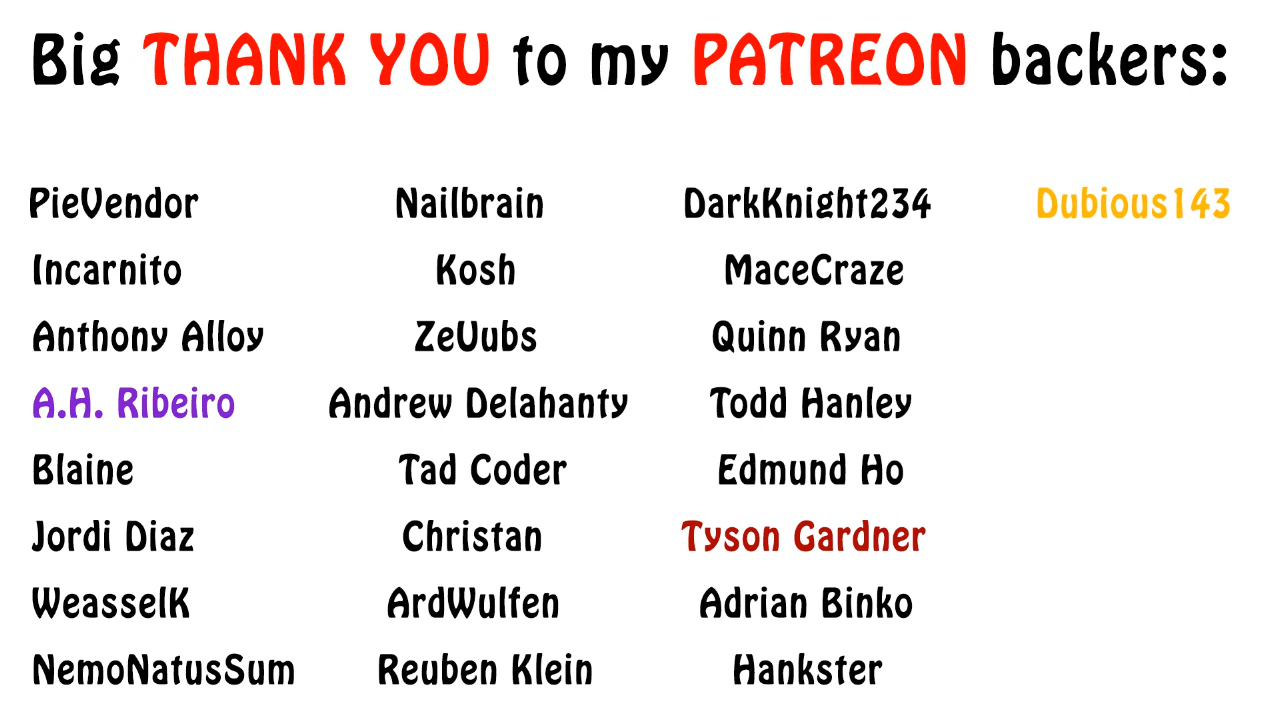 Big THANK YOU to my PATREON backers:
PieVendor Nailbrain DarkKnight234 Dubious143
Incarnito Kosh MaceCraze
Anthony Alloy ZeUubs Quinn Ryan
A.H. Ribeiro Andrew Delahanty Todd Hanley
Blaine Tad Coder Edmund Ho
Jordi Diaz Christan Tyson Gardner
WeasselK ArdWulfen Adrian Binko
NemoNatusSum Reuben Klein Hankster